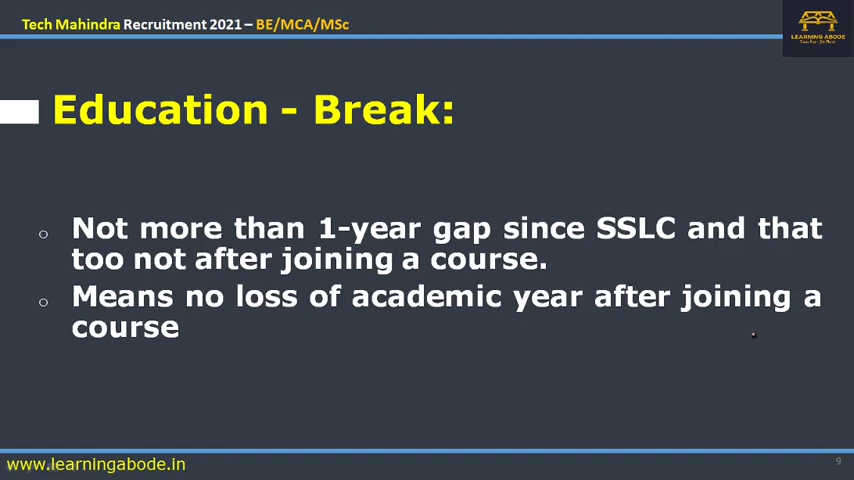 Tech Mahindra Recruitment 2021 – BE/MCA/MSc
LEARNING ABODE
Education - Break:
o Not more than 1-year gap since SSLC and that
too not after joining a course.
o Means no loss of academic year after joining a
course
www.learningabode.in
9